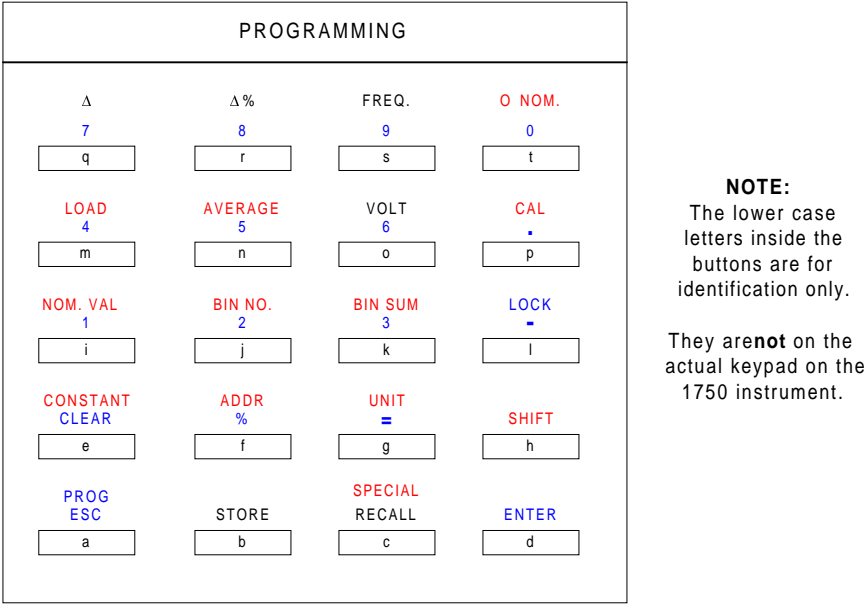 PROGRAMMING
Δ Δ% FREQ. O NOM.
7 8 9 0
q r s t
LOAD AVERAGE VOLT CAL
4 5 6 .
m n o p
NOM. VAL BIN NO. BIN SUM LOCK
1 2 3 -
i j k l
CONSTANT ADDR UNIT
CLEAR % = SHIFT
e f g h
PROG SPECIAL
ESC STORE RECALL ENTER
a b c d
NOTE:
The lower case
letters inside the
buttons are for
identification only.
They arenot on the
actual keypad on the
1750 instrument.